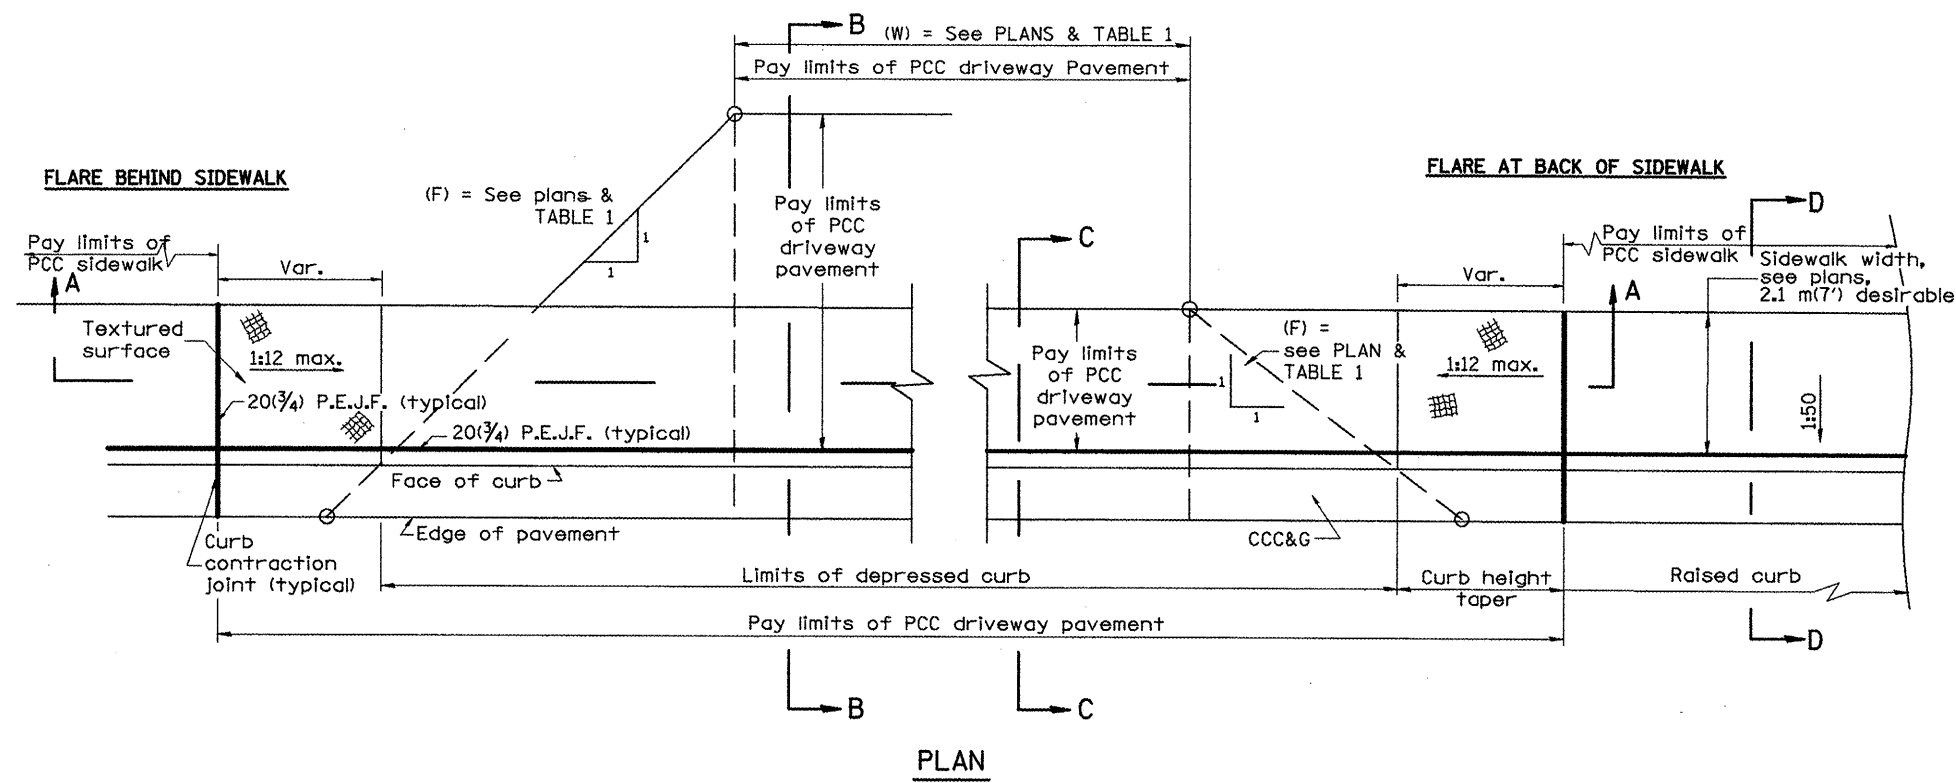 B
(W) = See PLANS & TABLE 1
Pay limits of PCC driveway Pavement
FLARE BEHIND SIDEWALK
FLARE AT BACK OF SIDEWALK
(F) = See plans &
TABLE 1
1
1
Pay limits
of PCC
driveway
pavement
C
D
Pay limits of
PCC sidewalk
A
Var.
Var.
Pay limits of
PCC sidewalk
A
Sidewalk width,
see plans,
2.1 m(7') desirable
Textured
surface
1:12 max.
20(3/4) P.E.J.F. (typical)
20(3/4) P.E.J.F. (typical)
Pay limits
of PCC
driveway
pavement
(F) =
see PLAN &
TABLE 1
1
1
1:12 max.
1:50
Face of curb
Edge of pavement
CCC&G
Curb
contraction
joint (typical)
Limits of depressed curb
Curb height
taper
Raised curb
Pay limits of PCC driveway pavement
D
B
C
PLAN